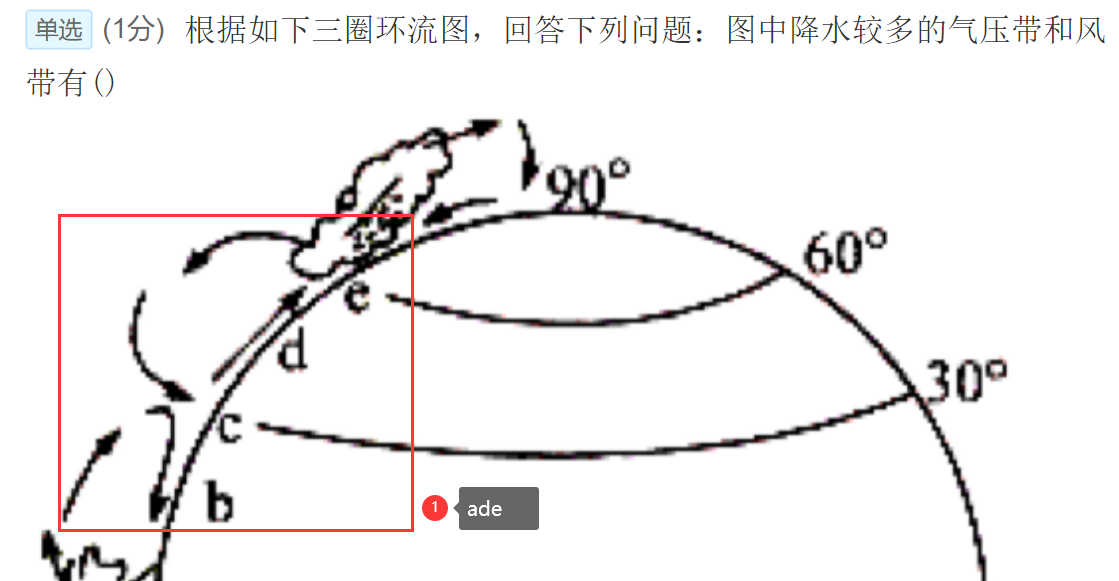 单选 (1分) 根据如下三圈环流图，回答下列问题：图中降水较多的气压带和风
带有()
90°
60°
e
d
30°
c
b
1 ade